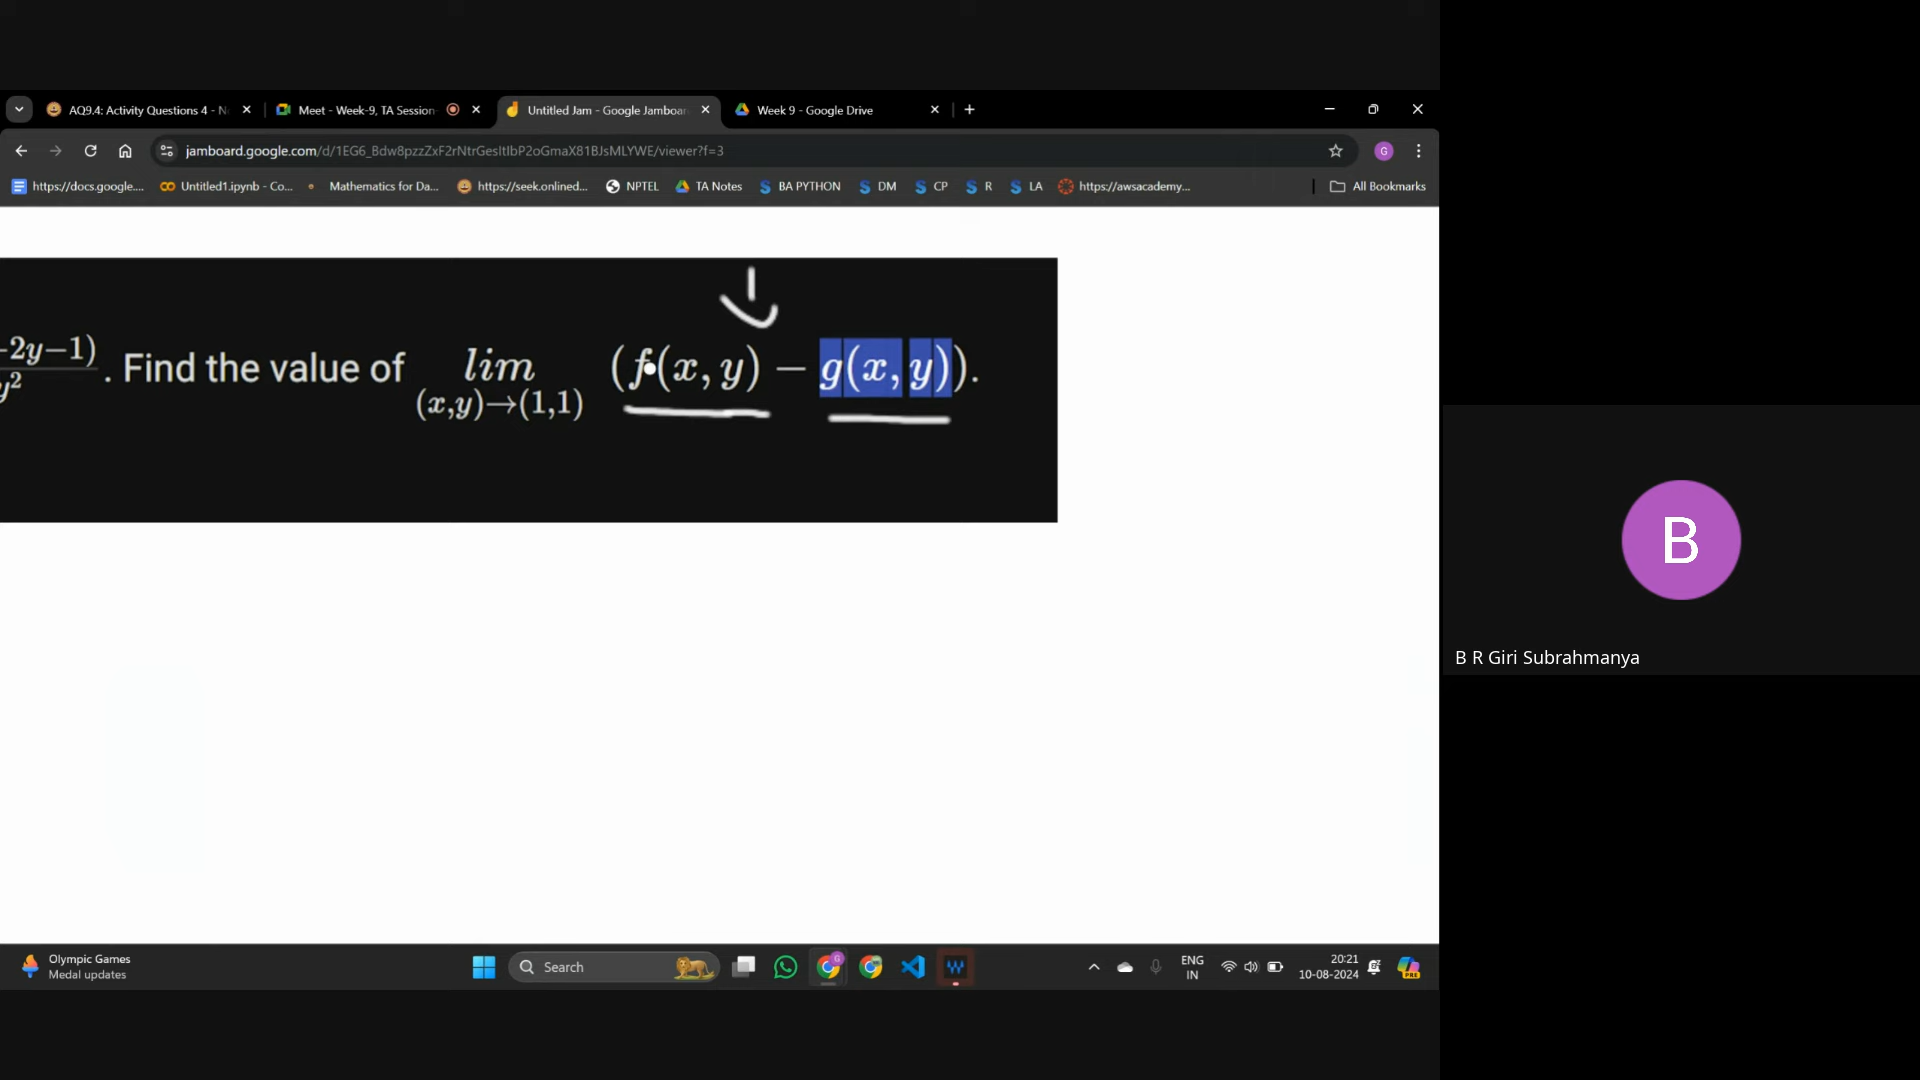 AQ9.4: Activity Questions 4 - N
Meet - Week-9, TA Session
Untitled Jam - Google Jamboar
Week 9 - Google Drive
jamboard.google.com/d/1EG6_Bdw8pzzZxF2rNtrGesItIbP2oGmaX81BJsMLYWE/viewer?f=3
G
https://docs.google....
Untitled1.ipynb - Co...
Mathematics for Da...
https://seek.onlined...
NPTEL
TA Notes
BA PYTHON
DM
CP
R
LA
https://awsacademy...
All Bookmarks
-2y−1)
y²
. Find the value of lim (f(x, y) − g(x, y)).
(x,y)→(1,1)
B
B R Giri Subrahmanya
Olympic Games
Medal updates
Search
ENG
IN
20:21
10-08-2024
PRE